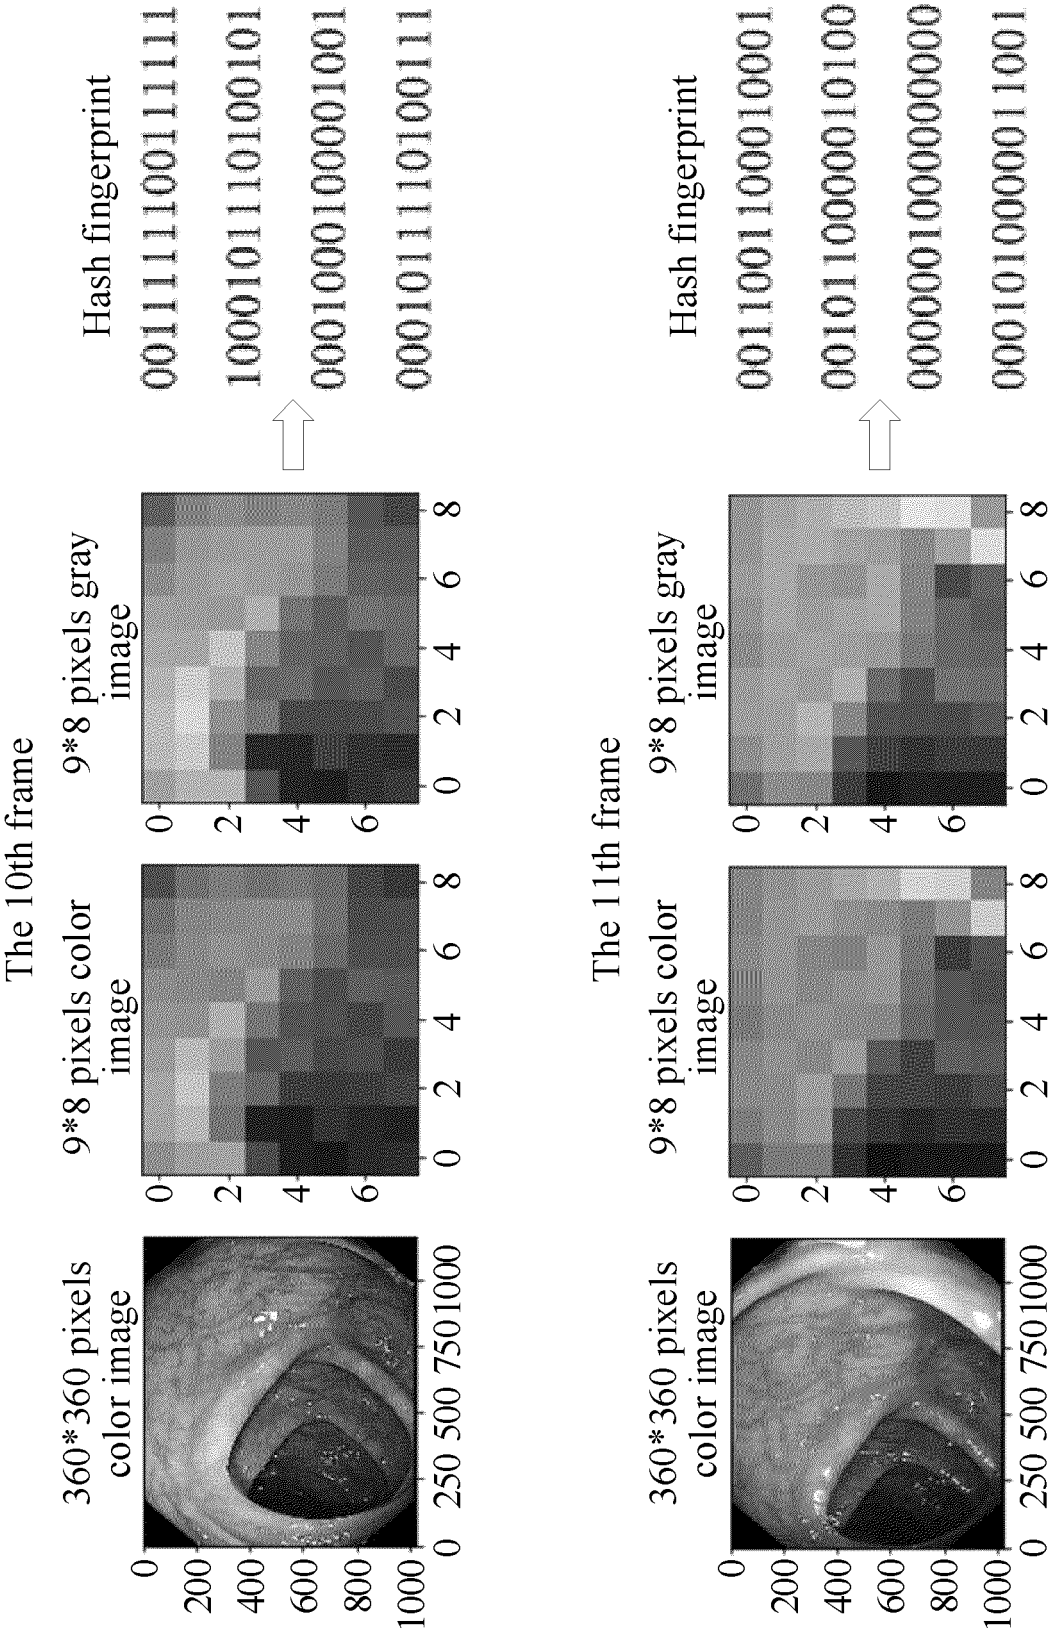 The 10th frame
360*360 pixels
color image
9*8 pixels color
image
9*8 pixels gray
image
Hash fingerprint
0
200
400
600
800
1000
0 250 500 750 1000
0
2
4
6
0 2 4 6 8
0
2
4
6
0 2 4 6 8
0011111100111111
1000101110100101
0001000100001001
0001011110100111
The 11th frame
360*360 pixels
color image
9*8 pixels color
image
9*8 pixels gray
image
Hash fingerprint
0
200
400
600
800
1000
0 250 500 750 1000
0
2
4
6
0 2 4 6 8
0
2
4
6
0 2 4 6 8
0011001100010001
0010110000010100
0000010000000000
0001010000011001